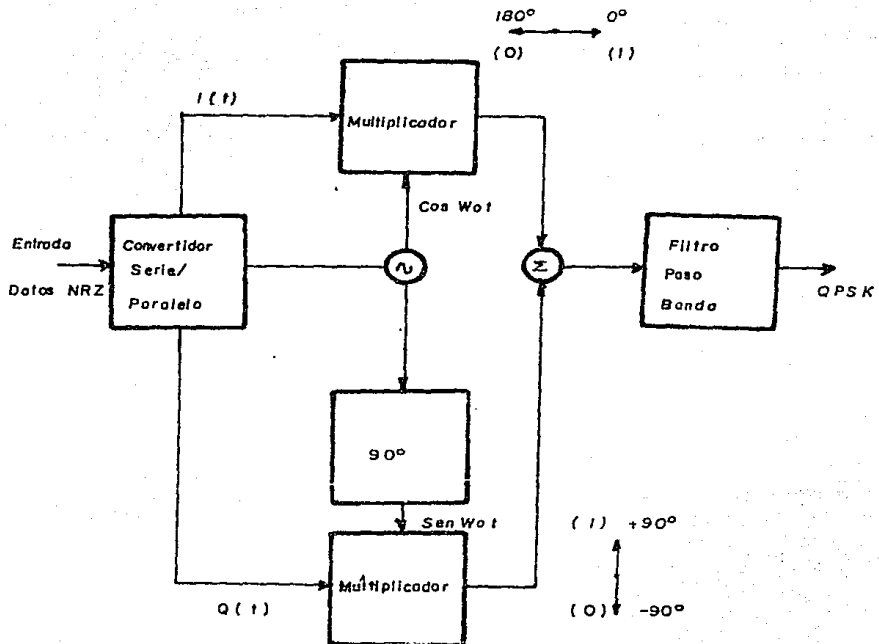 180° 0°
(0) (1)
I(t)
Multiplicador
Cos Wot
Entrada
Datos NRZ
Convertidor
Serie/
Paralelo
~
Σ
Filtro
Paso
Banda
QPSK
90°
Sen Wot
(1) +90°
Multiplicador
(0) -90°
Q(t)